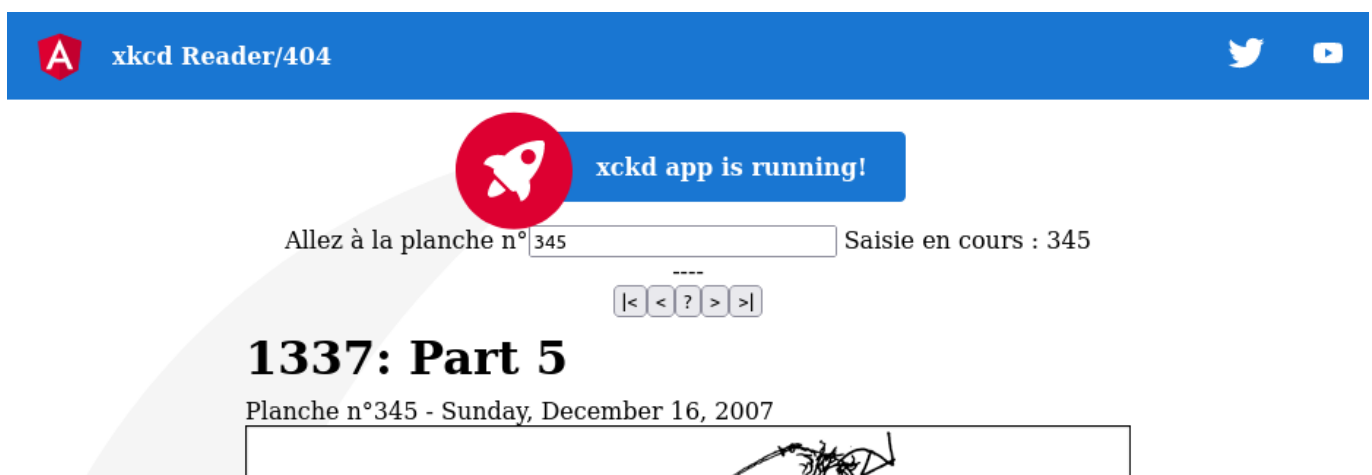 A xkcd Reader/404
xckd app is running!
Allez à la planche n° 345 Saisie en cours : 345
----
|< < ? > >|
1337: Part 5
Planche n°345 - Sunday, December 16, 2007